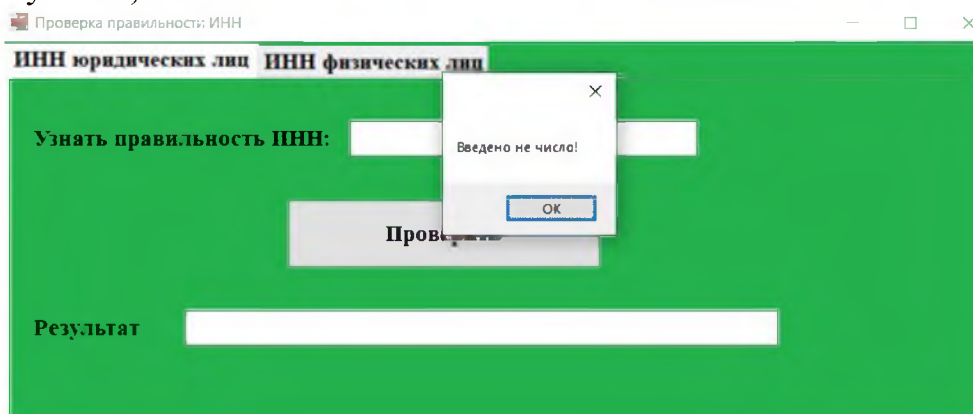 Проверка правильности ИНН
ИНН юридических лиц ИНН физических лиц
Узнать правильность ИНН:
Введено не число!
OK
Результат